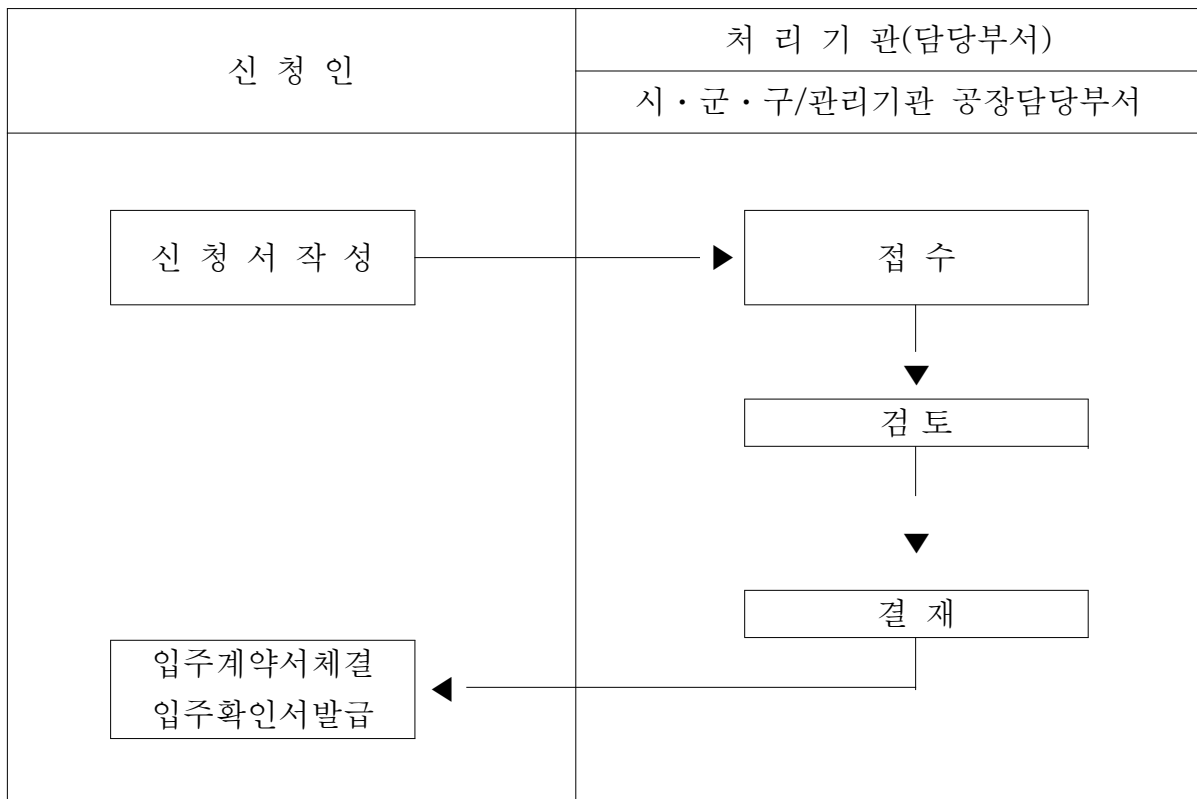 신 청 인
처 리 기 관(담당부서)
시・군・구/관리기관 공장담당부서
신 청 서 작 성
접 수
검 토
결 재
입주계약서체결
입주확인서발급